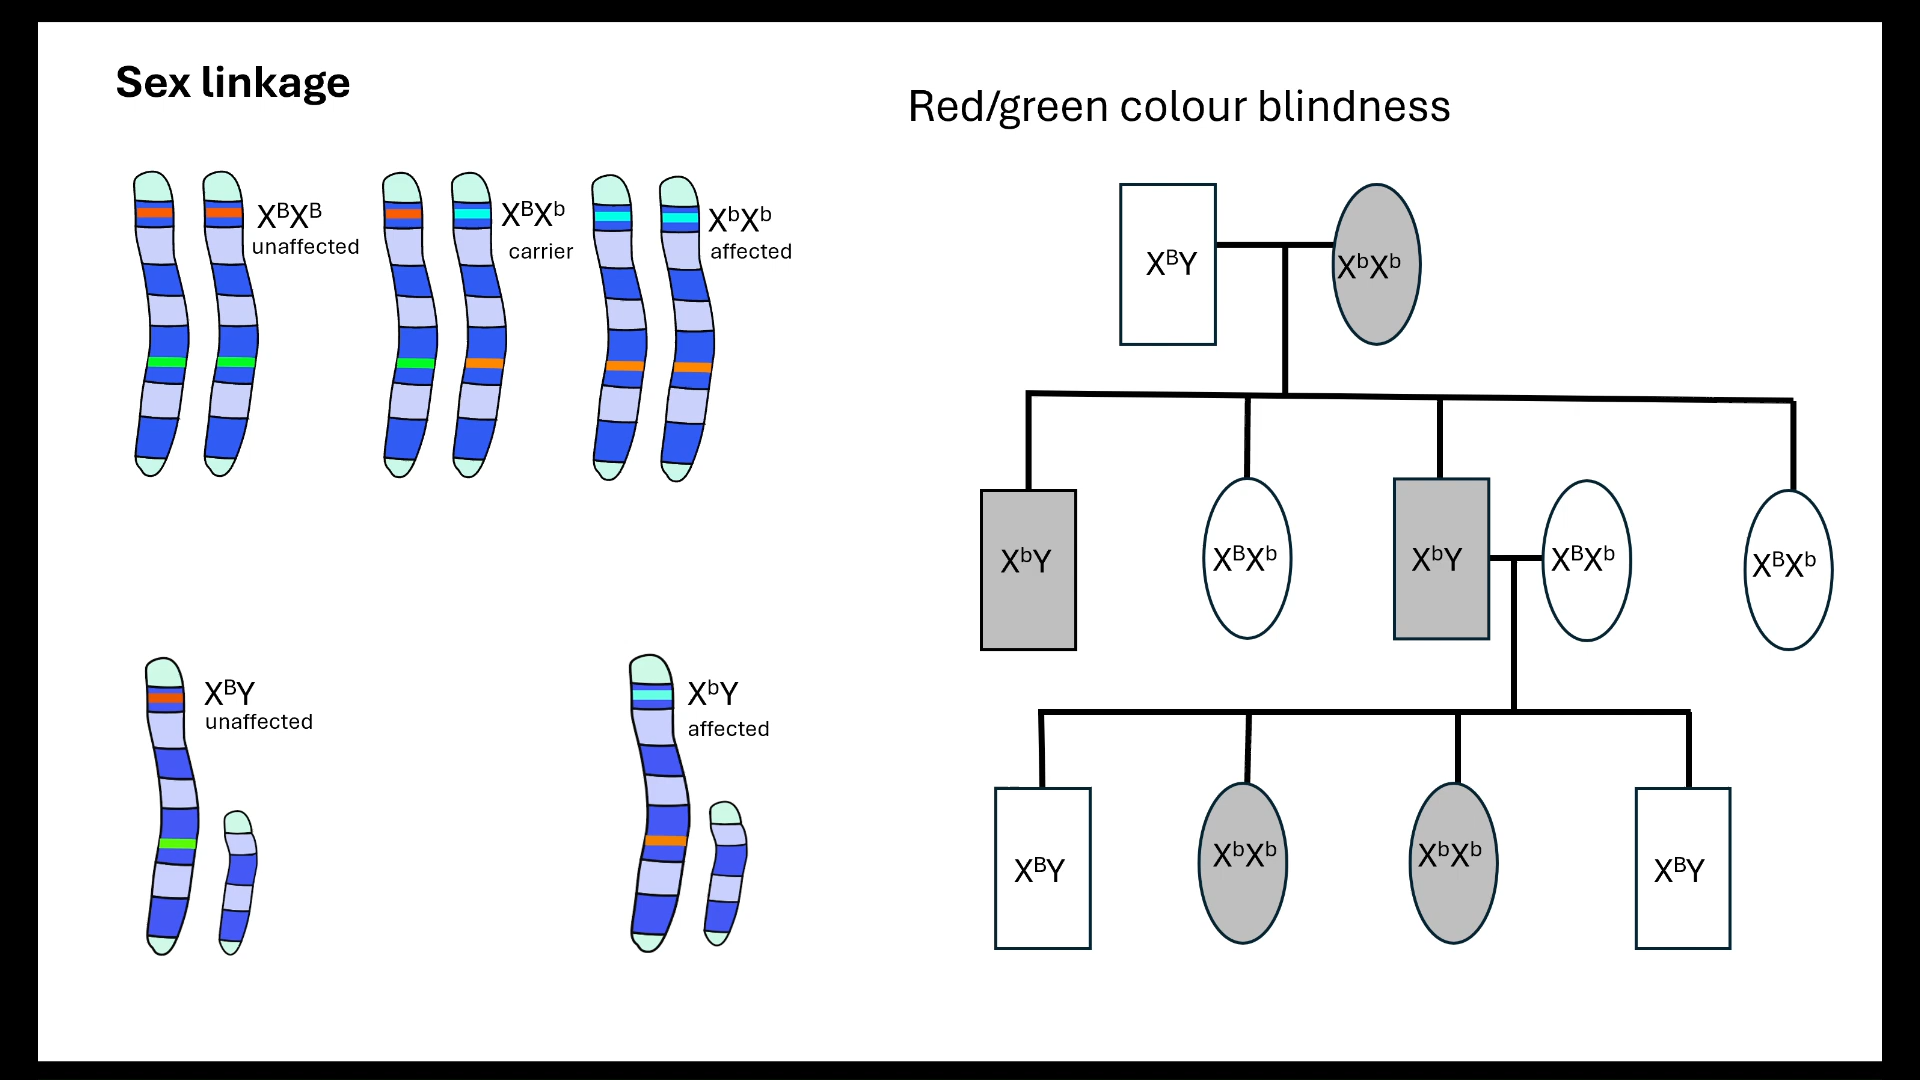 Sex linkage
Red/green colour blindness
XᴮXᴮ
unaffected
XᴮXᵇ
carrier
XᵇXᵇ
affected
XᴮY
unaffected
XᵇY
affected
XᴮY
XᵇXᵇ
XᵇY
XᴮXᵇ
XᵇY
XᴮXᵇ
XᴮXᵇ
XᴮY
XᵇXᵇ
XᵇXᵇ
XᴮY